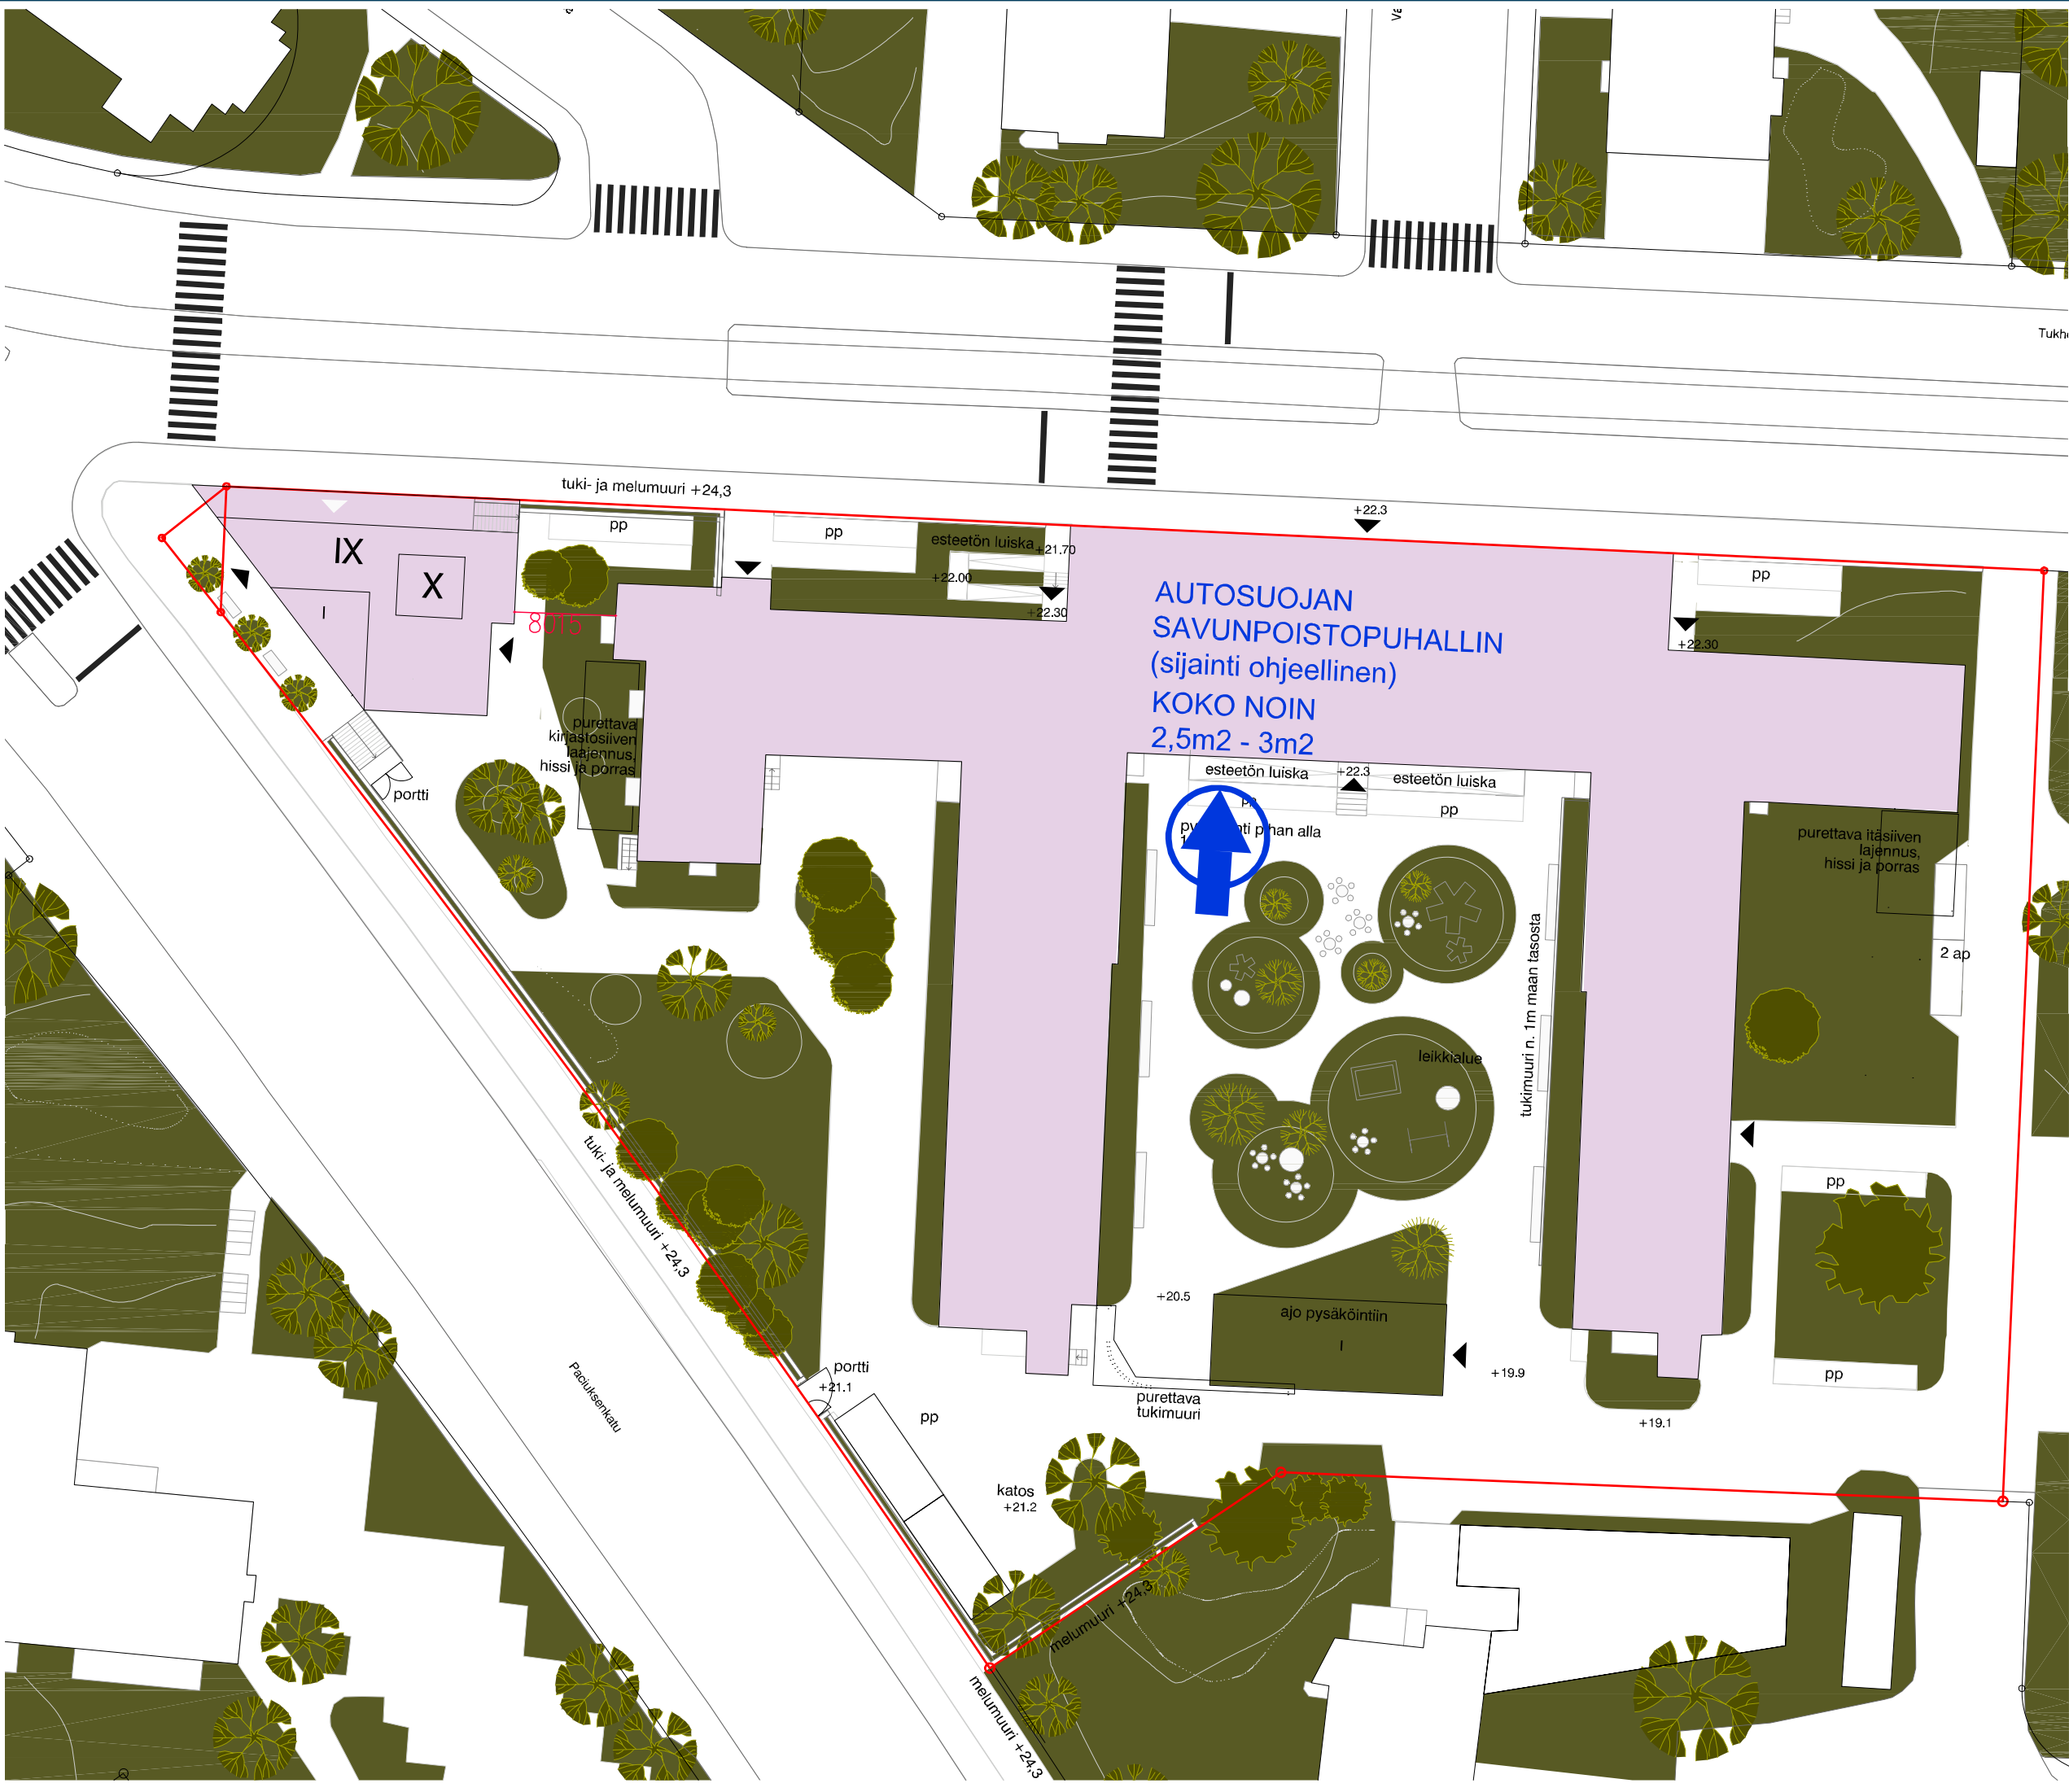 Tukh
tuki- ja melumuuri +24,3
+22.3
pp
pp
esteetön luiska
+21.70
+22.00
+22.30
pp
+22.30
IX
X
I
8015
AUTOSUOJAN
SAVUNPOISTOPUHALLIN
(sijainti ohjeellinen)
KOKO NOIN
2,5m2 - 3m2
purettava
kirjastosiiven
laajennus,
hissi ja porras
portti
esteetön luiska
+22.3
esteetön luiska
pp
pp
pihan alla
purettava itäsiiven
lajennus,
hissi ja porras
2 ap
tukimuuri n. 1m maan tasosta
leikkialue
tuki- ja melumuuri +24,3
pp
+20.5
ajo pysäköintiin
I
+19.9
pp
+19.1
portti
+21.1
purettava
tukimuuri
pp
Paciuksenkatu
katos
+21.2
melumuuri +24,3
melumuuri +24,3